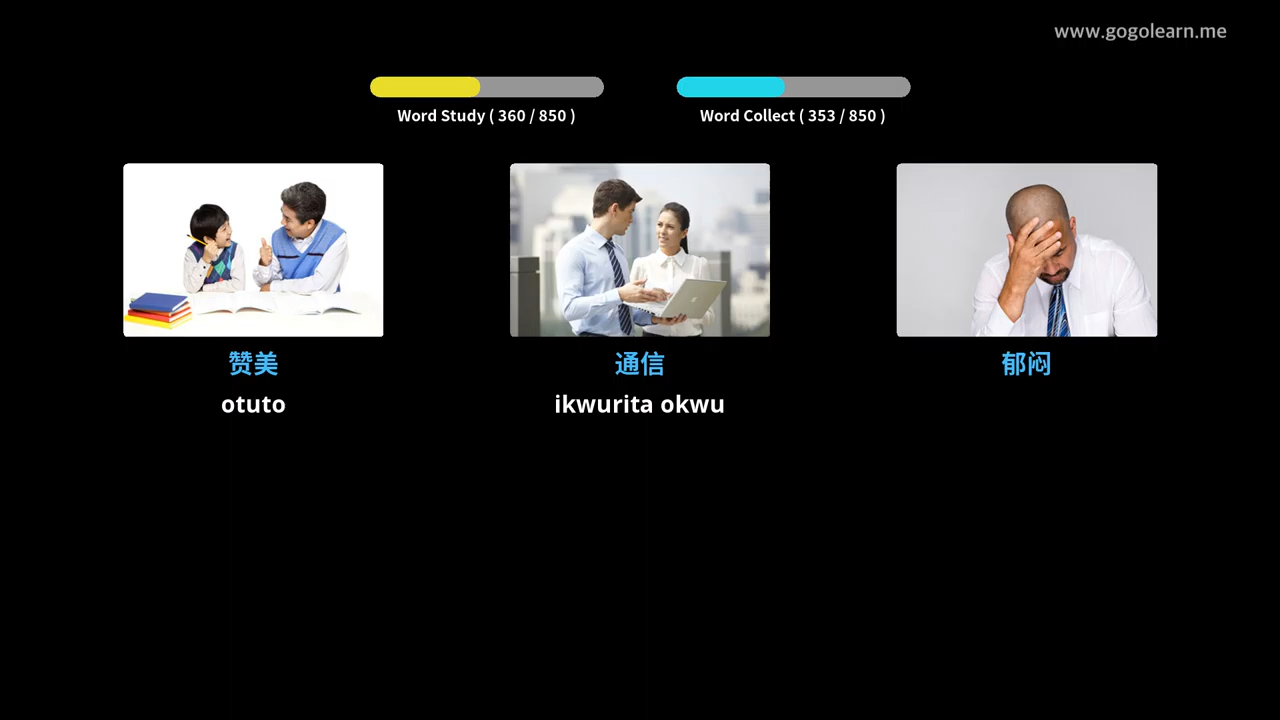 www.gogolearn.me
Word Study ( 360 / 850 )
Word Collect ( 353 / 850 )
赞美
通信
郁闷
otuto
ikwurita okwu